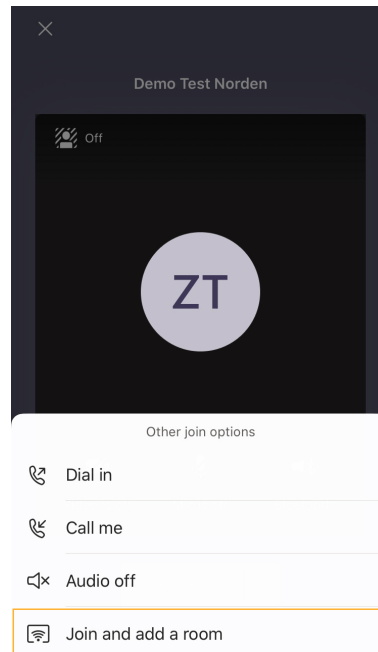 Demo Test Norden
Off
ZT
Other join options
Dial in
Call me
Audio off
Join and add a room